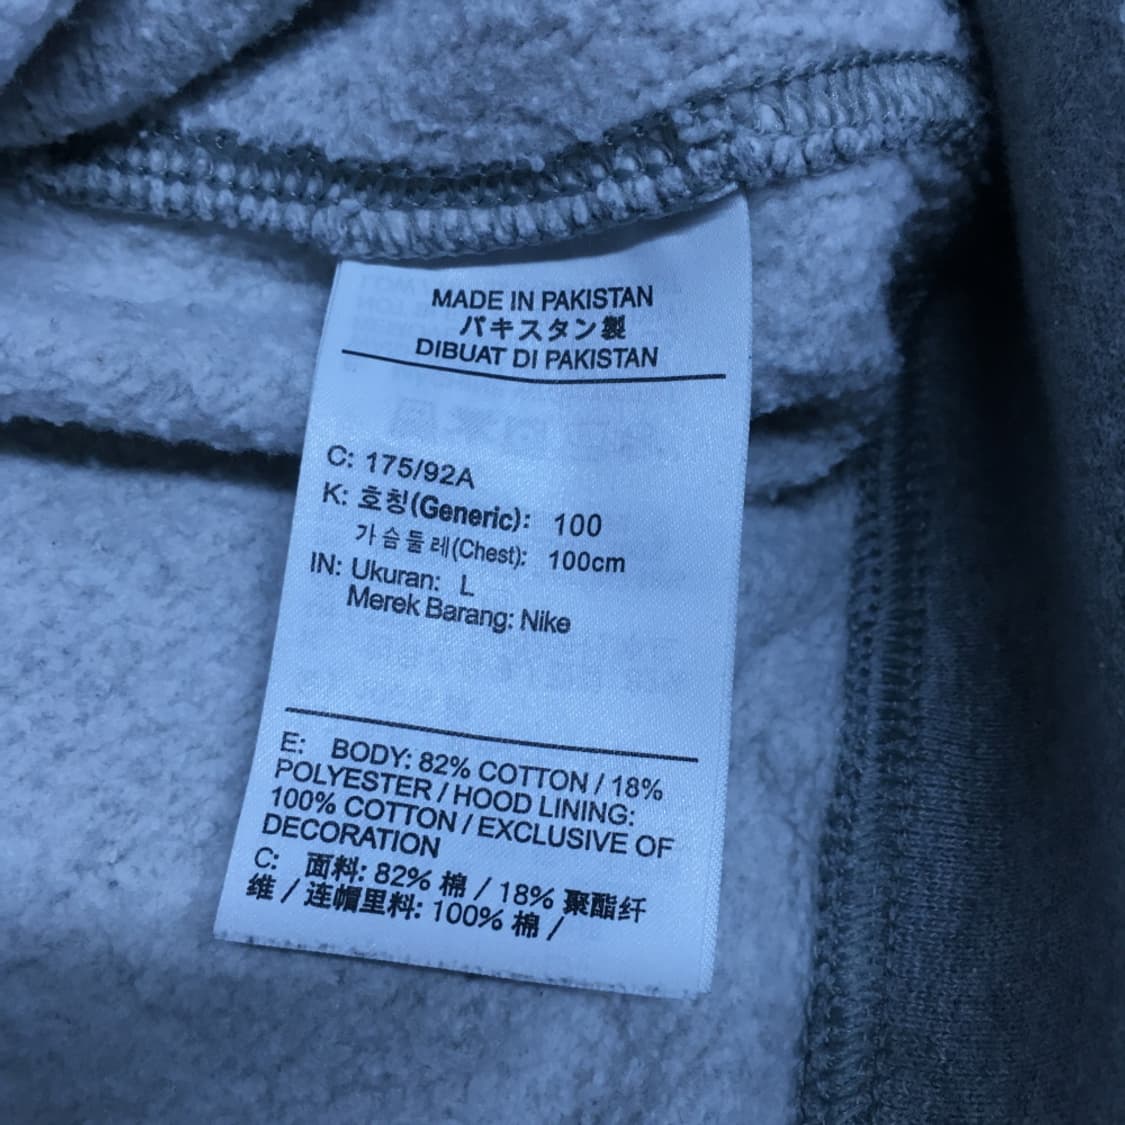 MADE IN PAKISTAN
パキスタン製
DIBUAT DI PAKISTAN
C: 175/92A
K: 호칭(Generic): 100
가슴둘레(Chest): 100cm
IN: Ukuran: L
Merek Barang: Nike
E: BODY: 82% COTTON / 18%
POLYESTER / HOOD LINING:
100% COTTON / EXCLUSIVE OF
DECORATION
C: 面料: 82% 棉 / 18% 聚酯纤
维 / 连帽里料: 100% 棉 /